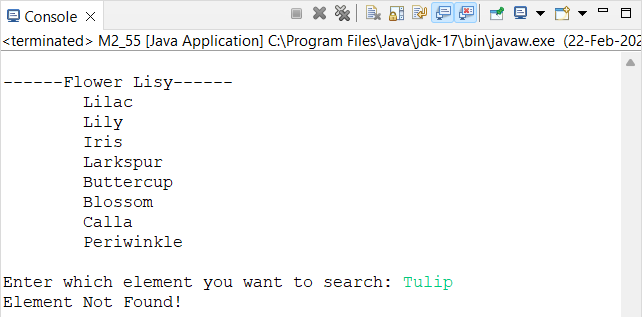 Console
<terminated> M2_55 [Java Application] C:\Program Files\Java\jdk-17\bin\javaw.exe (22-Feb-202
------Flower Lisy------
Lilac
Lily
Iris
Larkspur
Buttercup
Blossom
Calla
Periwinkle
Enter which element you want to search: Tulip
Element Not Found!